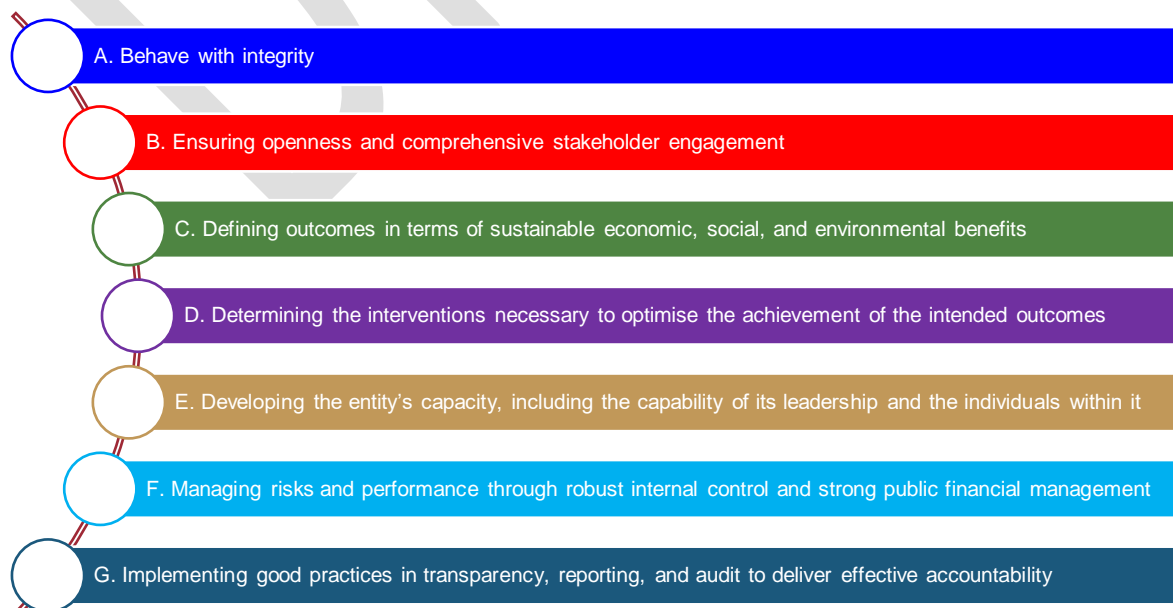 A. Behave with integrity
B. Ensuring openness and comprehensive stakeholder engagement
C. Defining outcomes in terms of sustainable economic, social, and environmental benefits
D. Determining the interventions necessary to optimise the achievement of the intended outcomes
E. Developing the entity’s capacity, including the capability of its leadership and the individuals within it
F. Managing risks and performance through robust internal control and strong public financial management
G. Implementing good practices in transparency, reporting, and audit to deliver effective accountability